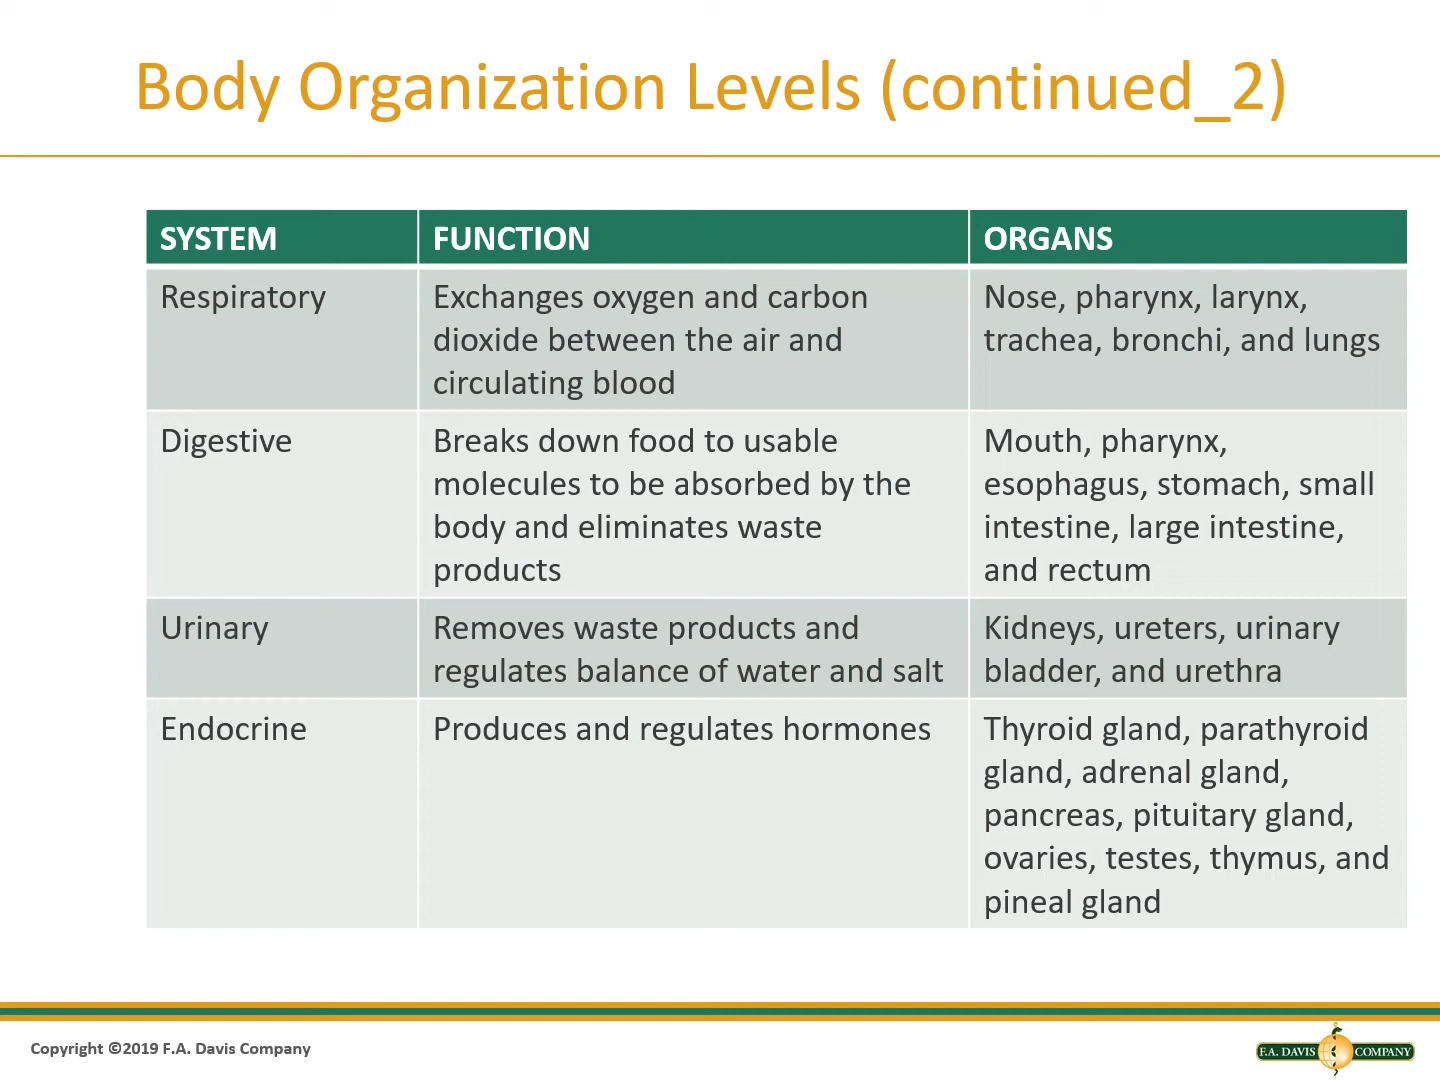 Body Organization Levels (continued_2)
SYSTEM
FUNCTION
ORGANS
Respiratory
Exchanges oxygen and carbon
dioxide between the air and
circulating blood
Nose, pharynx, larynx,
trachea, bronchi, and lungs
Digestive
Breaks down food to usable
molecules to be absorbed by the
body and eliminates waste
products
Mouth, pharynx,
esophagus, stomach, small
intestine, large intestine,
and rectum
Urinary
Removes waste products and
regulates balance of water and salt
Kidneys, ureters, urinary
bladder, and urethra
Endocrine
Produces and regulates hormones
Thyroid gland, parathyroid
gland, adrenal gland,
pancreas, pituitary gland,
ovaries, testes, thymus, and
pineal gland
Copyright ©2019 F.A. Davis Company
F.A. DAVIS COMPANY